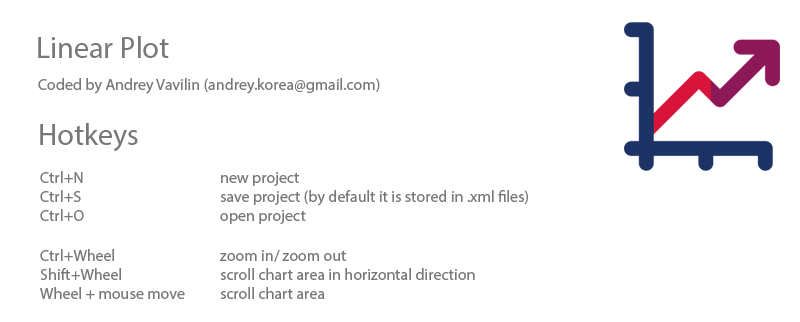 Linear Plot
Coded by Andrey Vavilin (andrey.korea@gmail.com)
Hotkeys
Ctrl+N new project
Ctrl+S save project (by default it is stored in .xml files)
Ctrl+O open project
Ctrl+Wheel zoom in/ zoom out
Shift+Wheel scroll chart area in horizontal direction
Wheel + mouse move scroll chart area